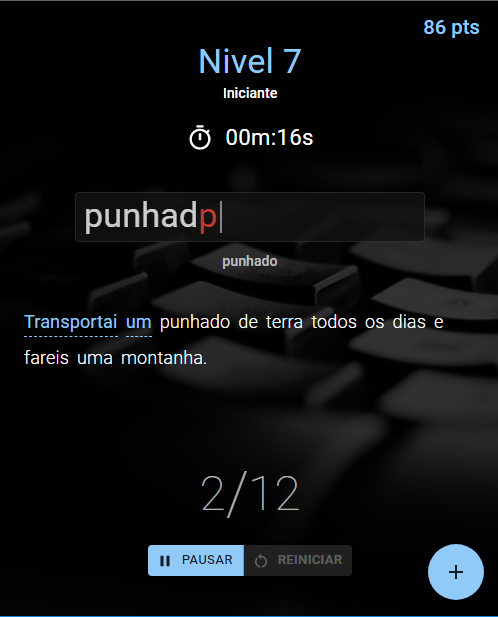 86 pts
Nivel 7
Iniciante
00m:16s
punhadp
punhado
Transportai um punhado de terra todos os dias e
fareis uma montanha.
2/12
PAUSAR REINICIAR
+